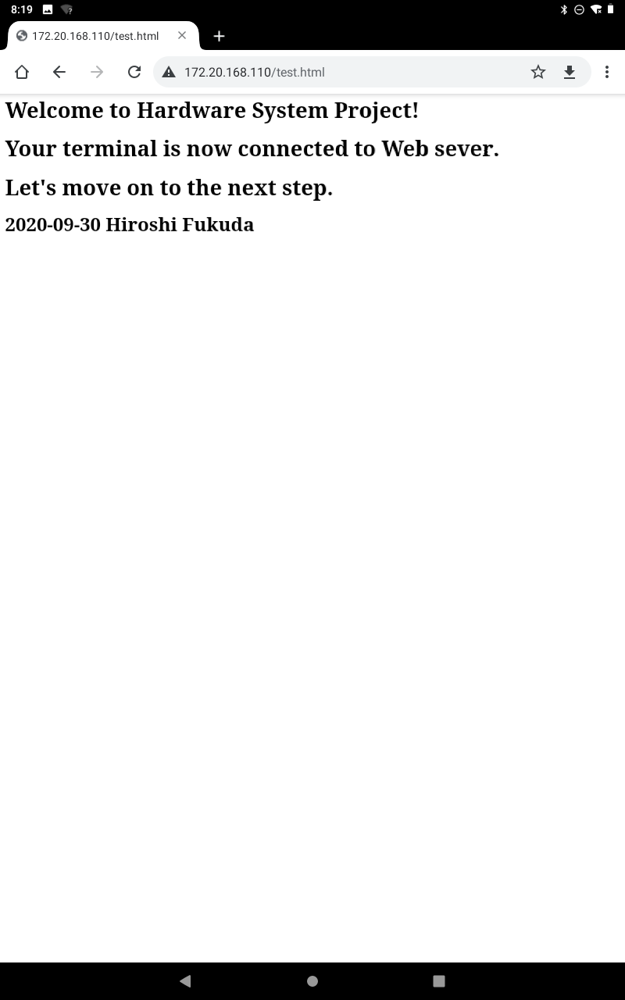 8:19
172.20.168.110/test.html
172.20.168.110/test.html
Welcome to Hardware System Project!
Your terminal is now connected to Web sever.
Let's move on to the next step.
2020-09-30 Hiroshi Fukuda